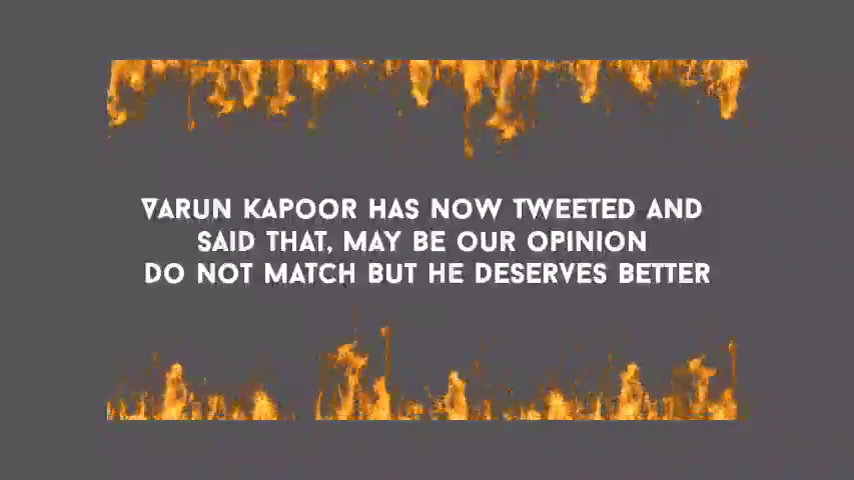 VARUN KAPOOR HAS NOW TWEETED AND
SAID THAT, MAY BE OUR OPINION
DO NOT MATCH BUT HE DESERVES BETTER